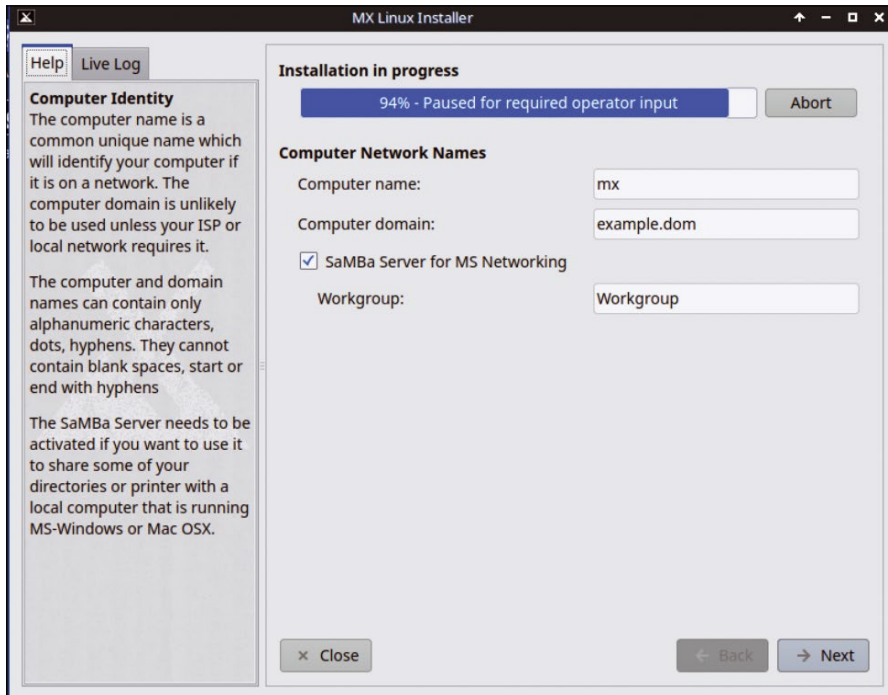 MX Linux Installer
Help
Live Log
Computer Identity
The computer name is a
common unique name which
will identify your computer if
it is on a network. The
computer domain is unlikely
to be used unless your ISP or
local network requires it.
The computer and domain
names can contain only
alphanumeric characters,
dots, hyphens. They cannot
contain blank spaces, start or
end with hyphens
The SaMBa Server needs to be
activated if you want to use it
to share some of your
directories or printer with a
local computer that is running
MS-Windows or Mac OSX.
Installation in progress
94% - Paused for required operator input
Abort
Computer Network Names
Computer name:
mx
Computer domain:
example.dom
SaMBa Server for MS Networking
Workgroup:
Workgroup
Close
Back
Next